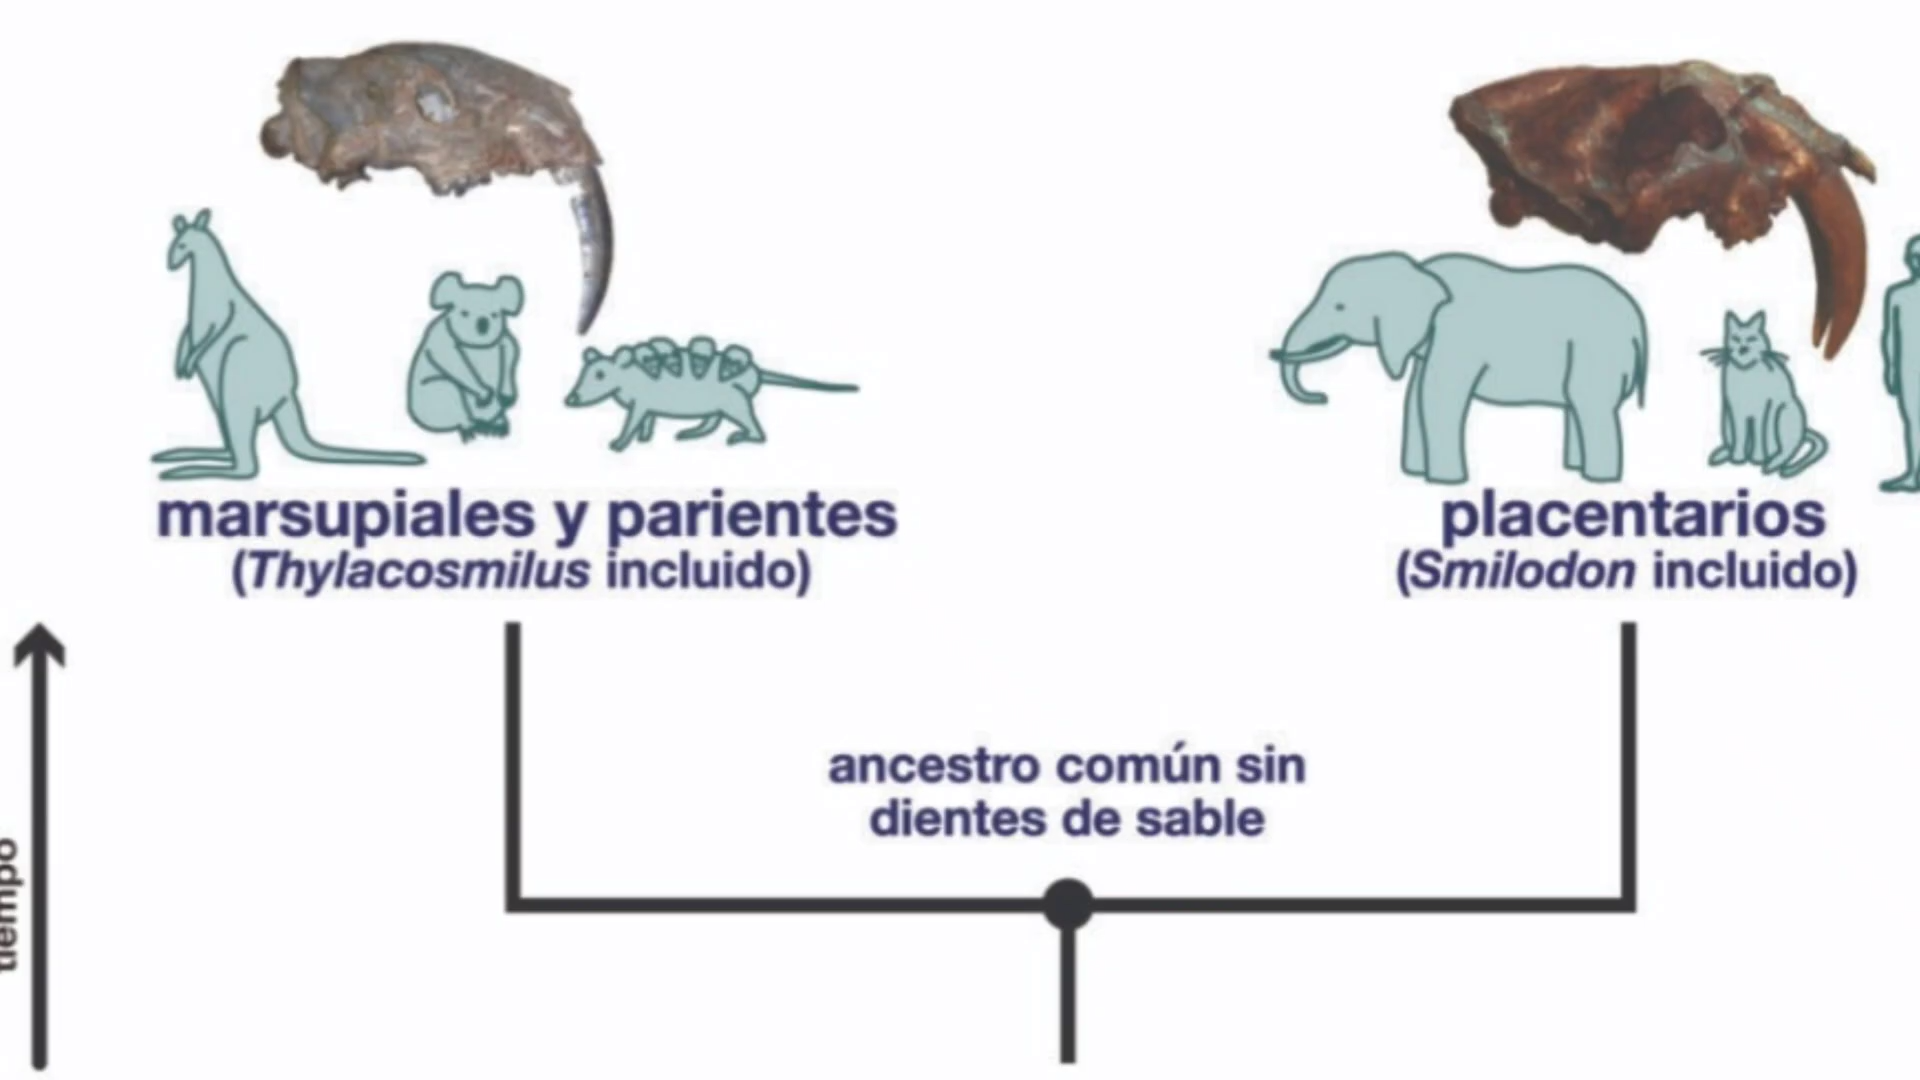 marsupiales y parientes
(Thylacosmilus incluido)
placentarios
(Smilodon incluido)
ancestro común sin
dientes de sable
tiempo